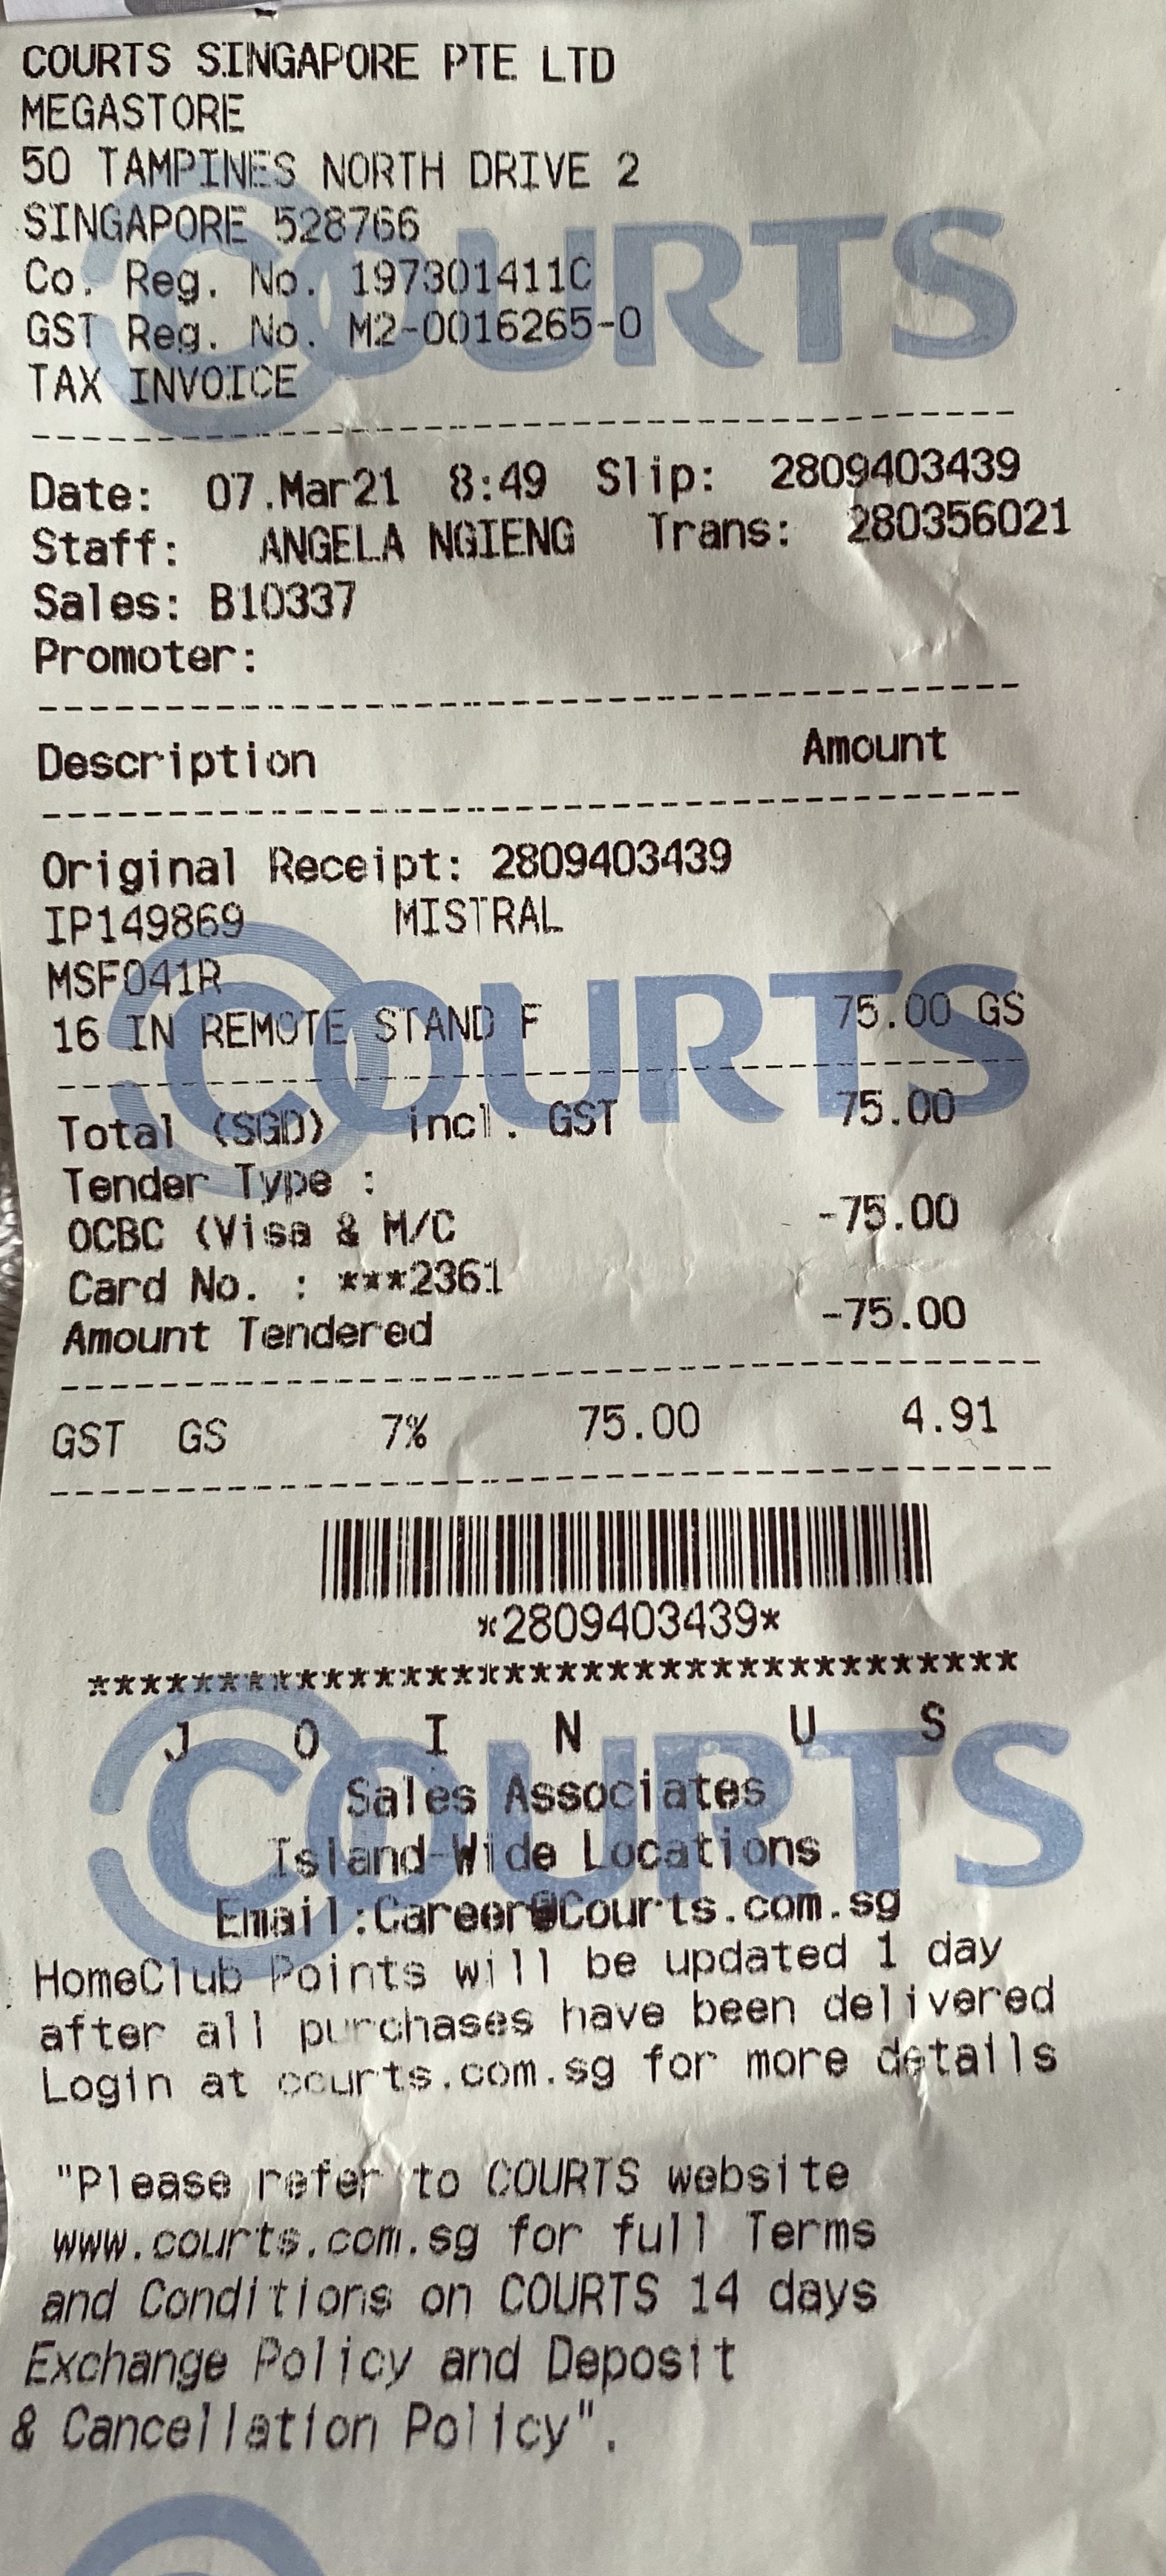 COURTS SINGAPORE PTE LTD
MEGASTORE
50 TAMPINES NORTH DRIVE 2
SINGAPORE 528766
Co. Reg. No. 197301411C
GST Reg. No. M2-0016265-0
TAX INVOICE
COURTS
Date: 07.Mar21 8:49 Slip: 2809403439
Staff: ANGELA NGIENG Trans: 280356021
Sales: B10337
Promoter:
Description Amount
Original Receipt: 2809403439
IP149869 MISTRAL
MSF041R
16 IN REMOTE STAND F 75.00 GS
COURTS
Total (SGD) incl. GST 75.00
Tender Type :
OCBC (Visa & M/C -75.00
Card No. : ***2361
Amount Tendered -75.00
GST GS 7% 75.00 4.91
*2809403439*
************************************
J O I N U S
COURTS
Sales Associates
Island-Wide Locations
Email:Career@Courts.com.sg
HomeClub Points will be updated 1 day
after all purchases have been delivered
Login at courts.com.sg for more details
"Please refer to COURTS website
www.courts.com.sg for full Terms
and Conditions on COURTS 14 days
Exchange Policy and Deposit
& Cancellation Policy".